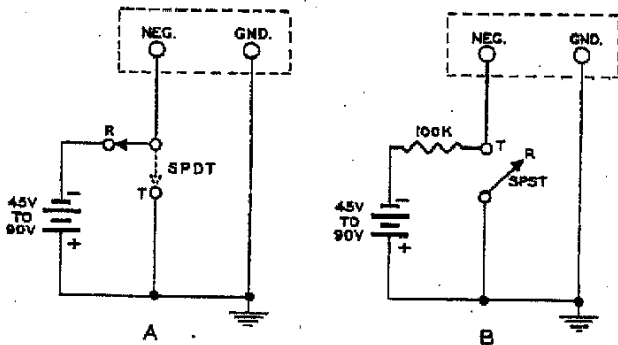 NEG. GND.
R
SPDT
T
45V
TO
90V
-
+
A
NEG. GND.
100K
T
R
SPST
45V
TO
90V
-
+
B